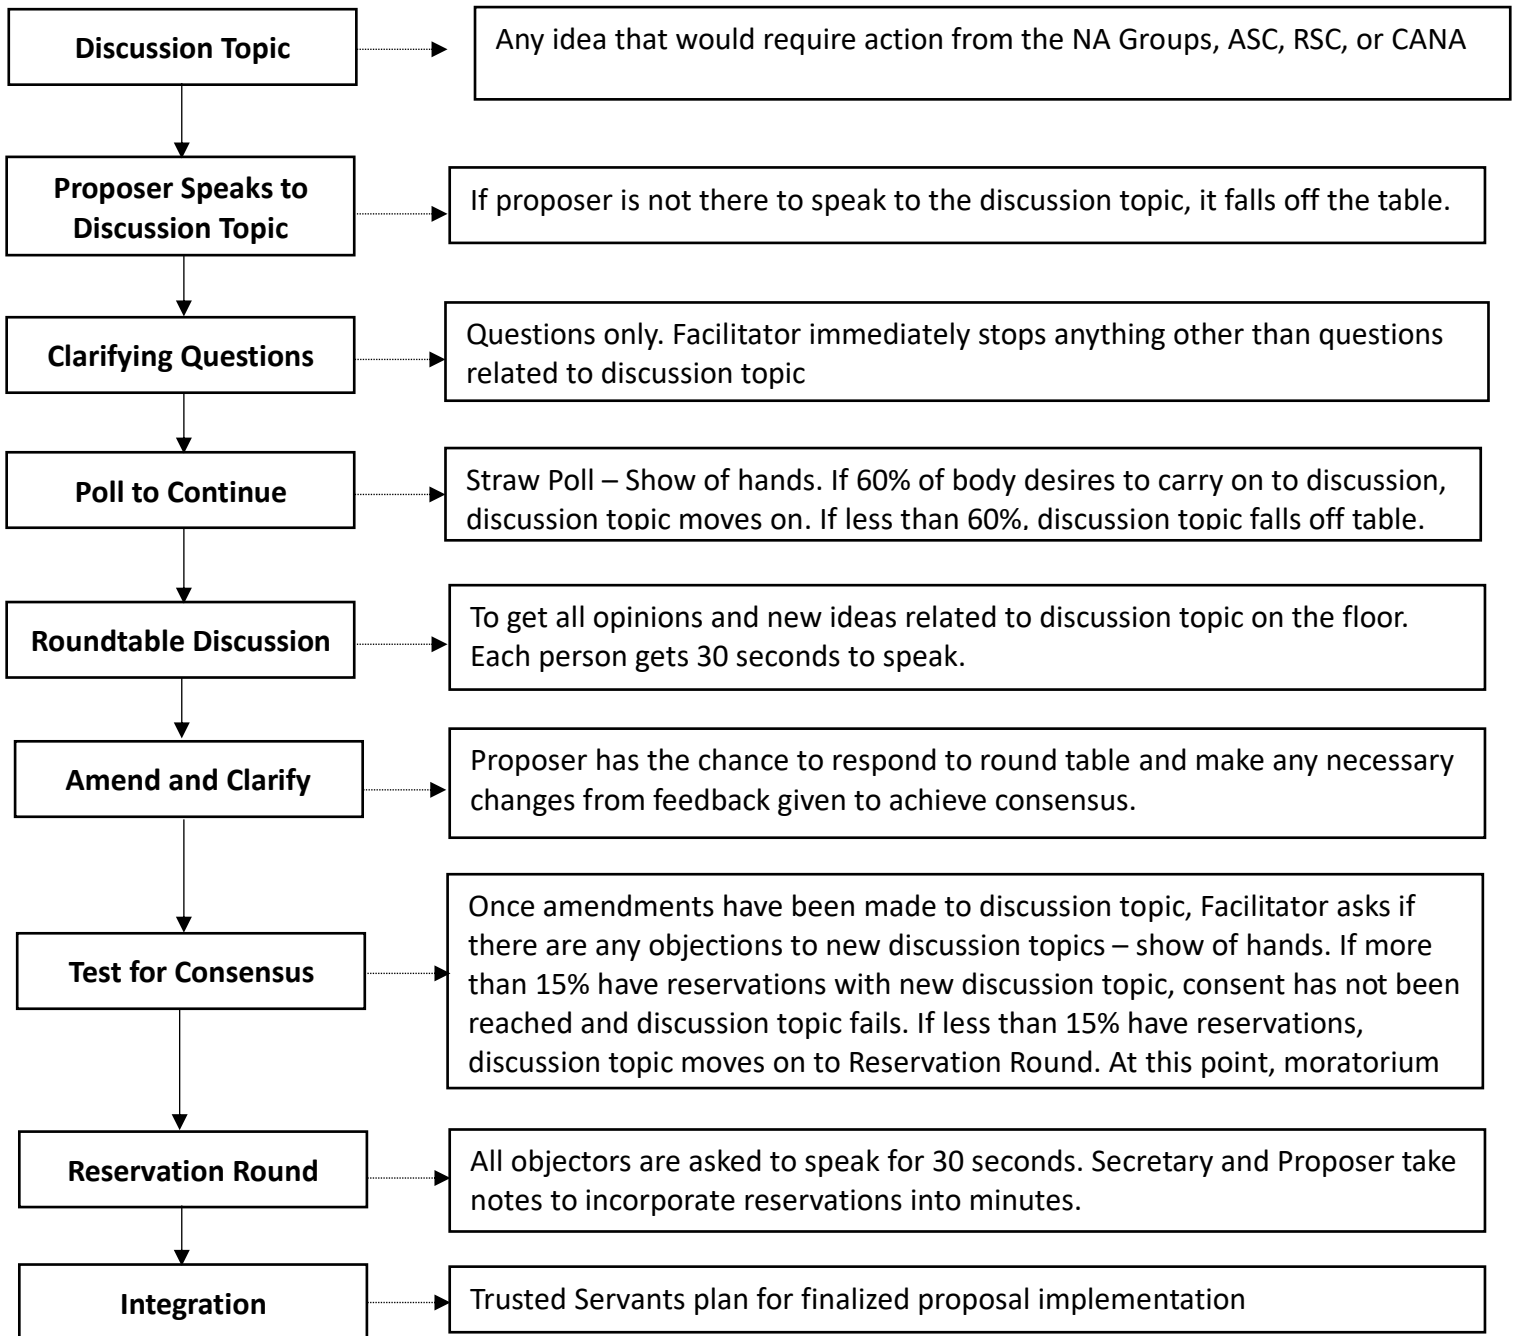 Discussion Topic
Any idea that would require action from the NA Groups, ASC, RSC, or CANA
Proposer Speaks to
Discussion Topic
If proposer is not there to speak to the discussion topic, it falls off the table.
Clarifying Questions
Questions only. Facilitator immediately stops anything other than questions
related to discussion topic
Poll to Continue
Straw Poll – Show of hands. If 60% of body desires to carry on to discussion,
discussion topic moves on. If less than 60%, discussion topic falls off table.
Roundtable Discussion
To get all opinions and new ideas related to discussion topic on the floor.
Each person gets 30 seconds to speak.
Amend and Clarify
Proposer has the chance to respond to round table and make any necessary
changes from feedback given to achieve consensus.
Test for Consensus
Once amendments have been made to discussion topic, Facilitator asks if
there are any objections to new discussion topics – show of hands. If more
than 15% have reservations with new discussion topic, consent has not been
reached and discussion topic fails. If less than 15% have reservations,
discussion topic moves on to Reservation Round. At this point, moratorium
Reservation Round
All objectors are asked to speak for 30 seconds. Secretary and Proposer take
notes to incorporate reservations into minutes.
Integration
Trusted Servants plan for finalized proposal implementation